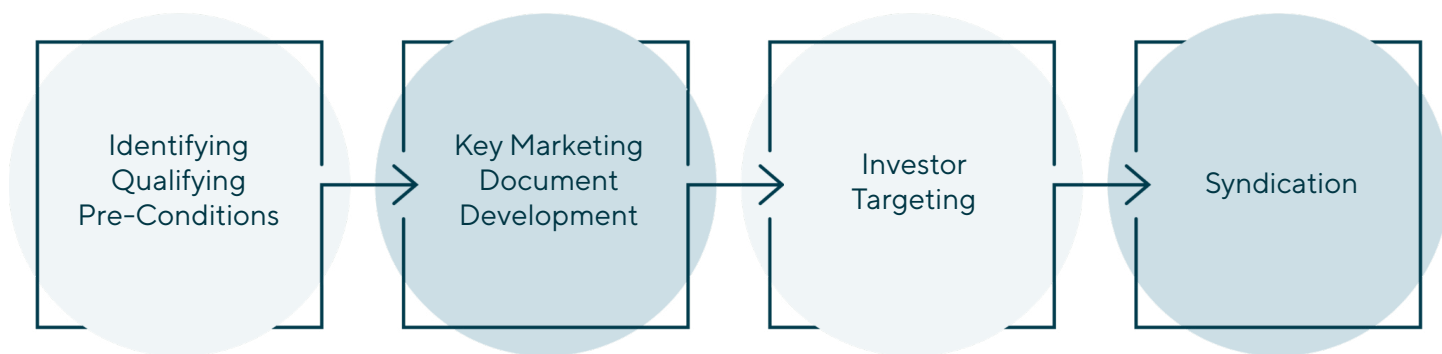 Identifying
Qualifying
Pre-Conditions
Key Marketing
Document
Development
Investor
Targeting
Syndication